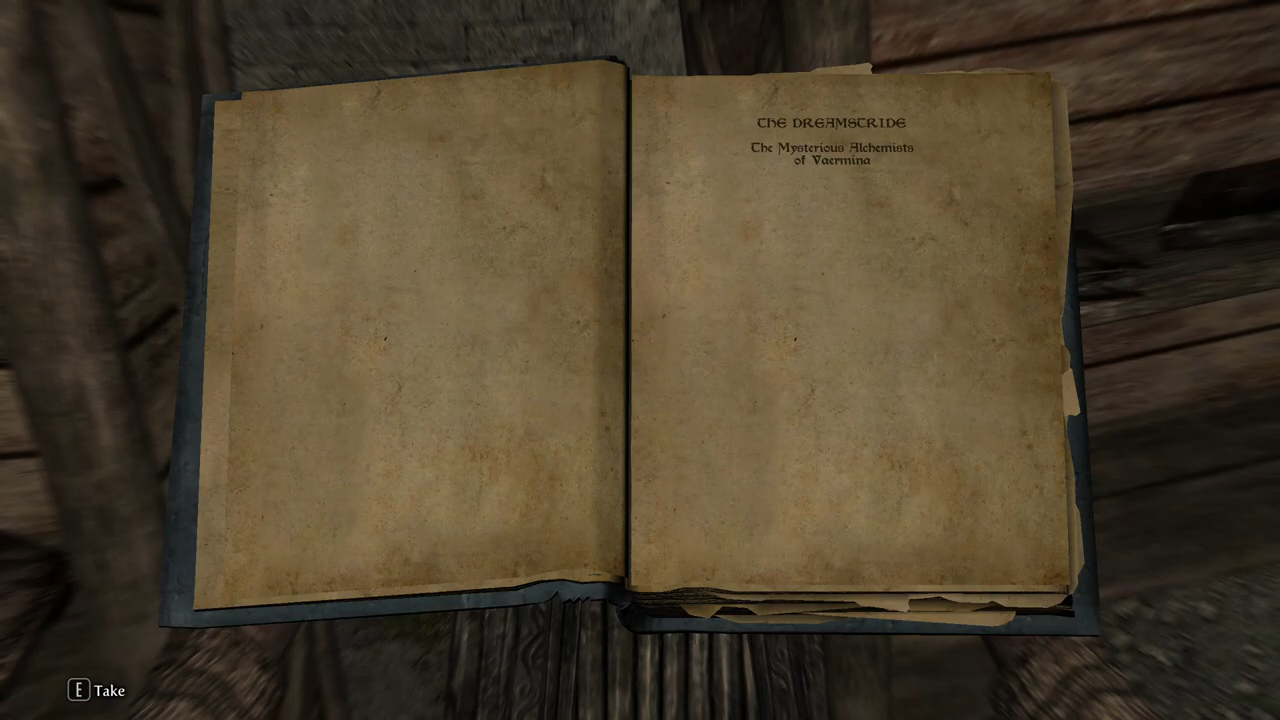 THE DREAMSTRIDE
The Mysterious Alchemists
of Vaermina
E Take